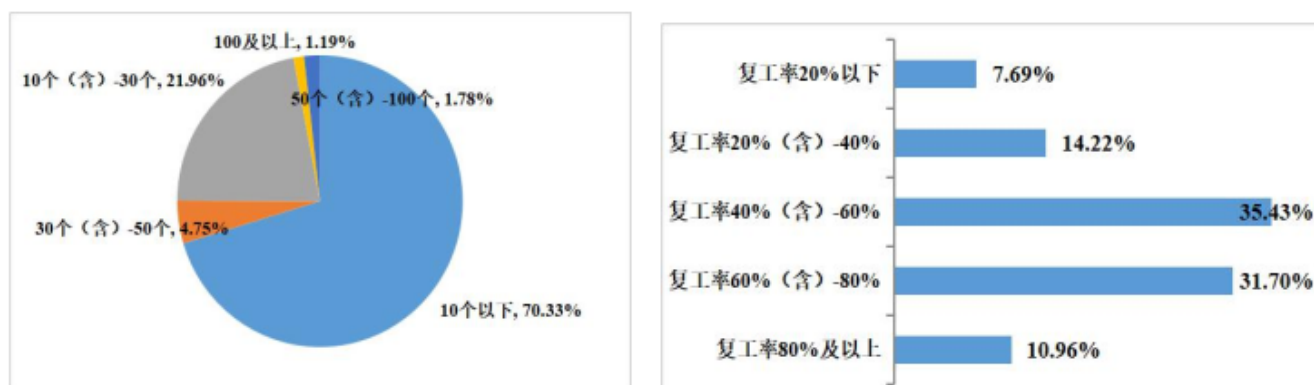 100及以上, 1.19%
10个（含）-30个, 21.96%
50个（含）-100个, 1.78%
30个（含）-50个, 4.75%
10个以下, 70.33%
复工率20%以下
7.69%
复工率20%（含）-40%
14.22%
复工率40%（含）-60%
35.43%
复工率60%（含）-80%
31.70%
复工率80%及以上
10.96%